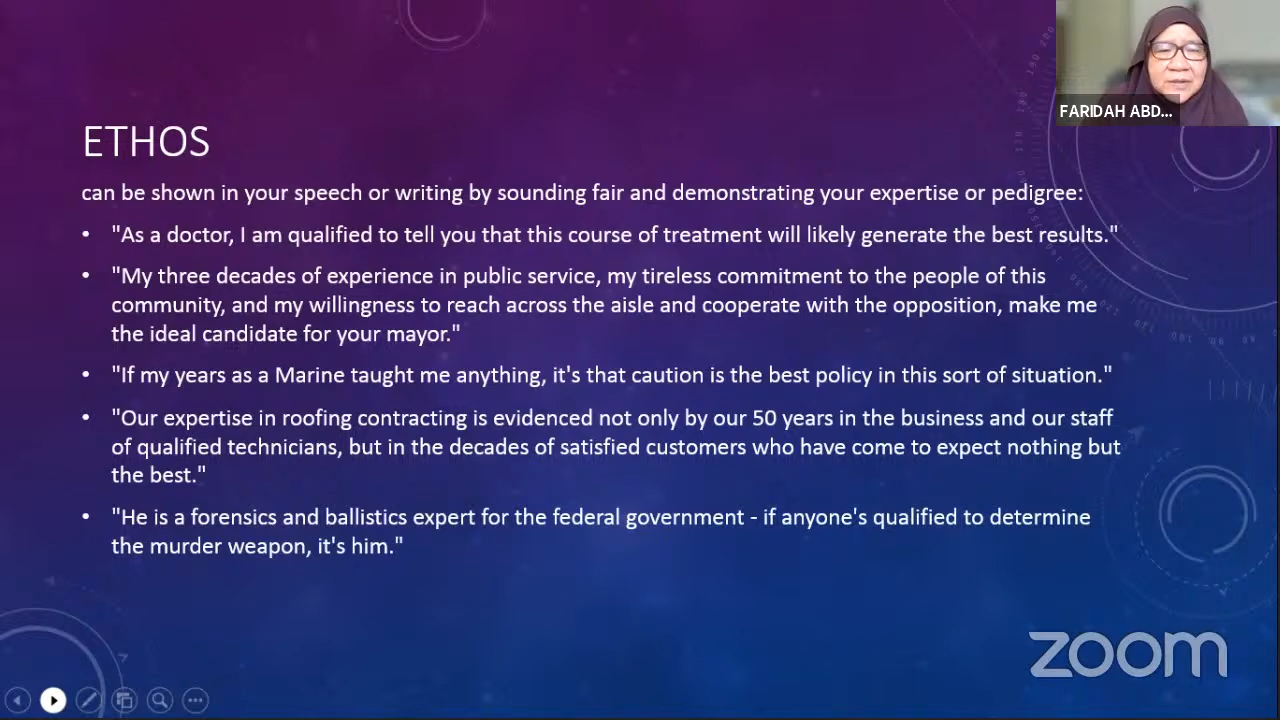 FARIDAH ABD...
ETHOS
can be shown in your speech or writing by sounding fair and demonstrating your expertise or pedigree:
• "As a doctor, I am qualified to tell you that this course of treatment will likely generate the best results."
• "My three decades of experience in public service, my tireless commitment to the people of this
community, and my willingness to reach across the aisle and cooperate with the opposition, make me
the ideal candidate for your mayor."
• "If my years as a Marine taught me anything, it's that caution is the best policy in this sort of situation."
• "Our expertise in roofing contracting is evidenced not only by our 50 years in the business and our staff
of qualified technicians, but in the decades of satisfied customers who have come to expect nothing but
the best."
• "He is a forensics and ballistics expert for the federal government - if anyone's qualified to determine
the murder weapon, it's him."
zoom